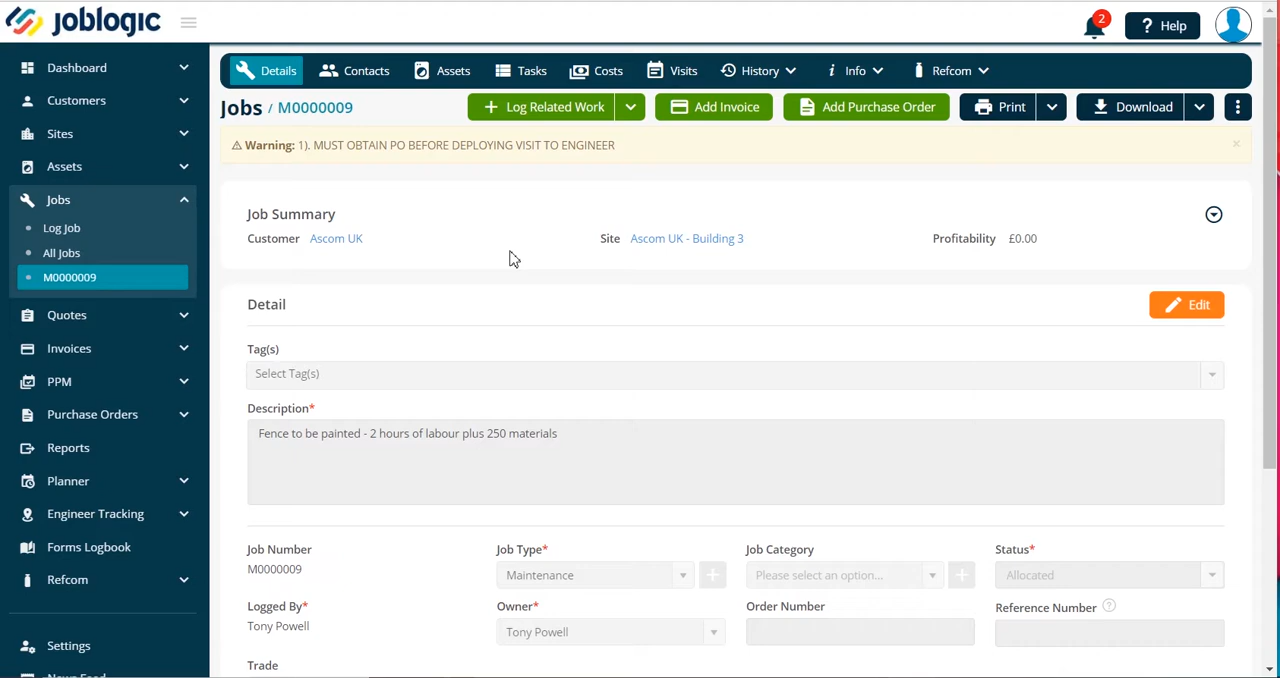 joblogic
2
? Help
Dashboard
Customers
Sites
Assets
Jobs
Log Job
All Jobs
M0000009
Quotes
Invoices
PPM
Purchase Orders
Reports
Planner
Engineer Tracking
Forms Logbook
Refcom
Settings
News Feed
Details
Contacts
Assets
Tasks
Costs
Visits
History
i Info
Refcom
Jobs / M0000009
+ Log Related Work
Add Invoice
Add Purchase Order
Print
Download
Warning: 1). MUST OBTAIN PO BEFORE DEPLOYING VISIT TO ENGINEER
×
Job Summary
Customer Ascom UK
Site Ascom UK - Building 3
Profitability £0.00
Detail
Edit
Tag(s)
Select Tag(s)
Description*
Fence to be painted - 2 hours of labour plus 250 materials
Job Number
M0000009
Job Type*
Maintenance
+
Job Category
Please select an option...
+
Status*
Allocated
Logged By*
Tony Powell
Owner*
Tony Powell
Order Number
Reference Number ?
Trade